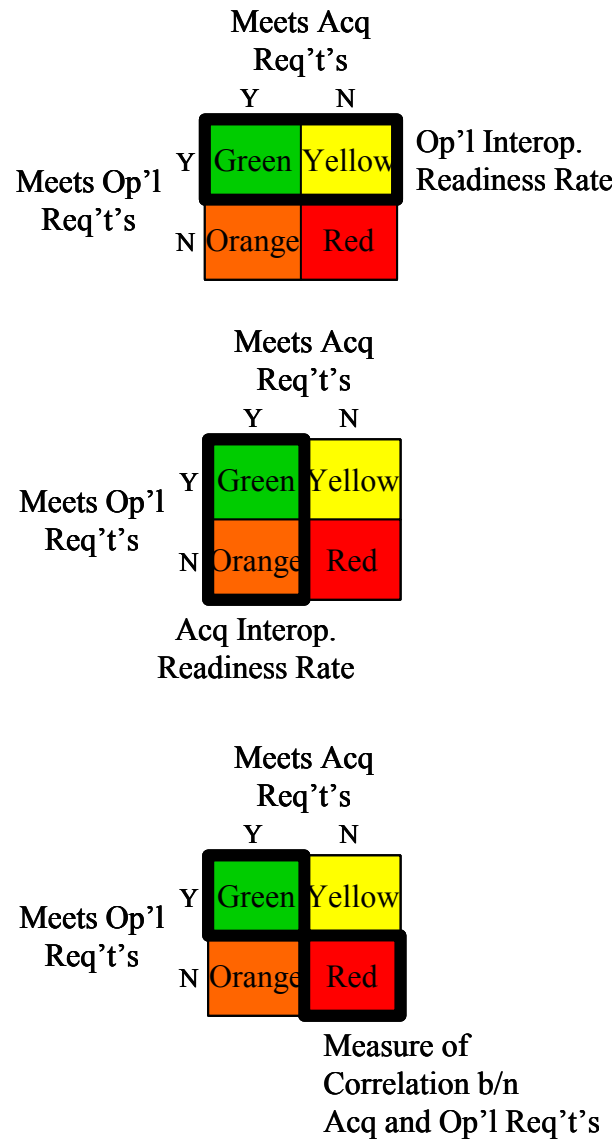 Meets Acq
Req't's
Y N
Y Green Yellow Op'l Interop.
Readiness Rate
Meets Op'l
Req't's
N Orange Red
Meets Acq
Req't's
Y N
Y Green Yellow
Meets Op'l
Req't's
N Orange Red
Acq Interop.
Readiness Rate
Meets Acq
Req't's
Y N
Y Green Yellow
Meets Op'l
Req't's
N Orange Red
Measure of
Correlation b/n
Acq and Op'l Req't's